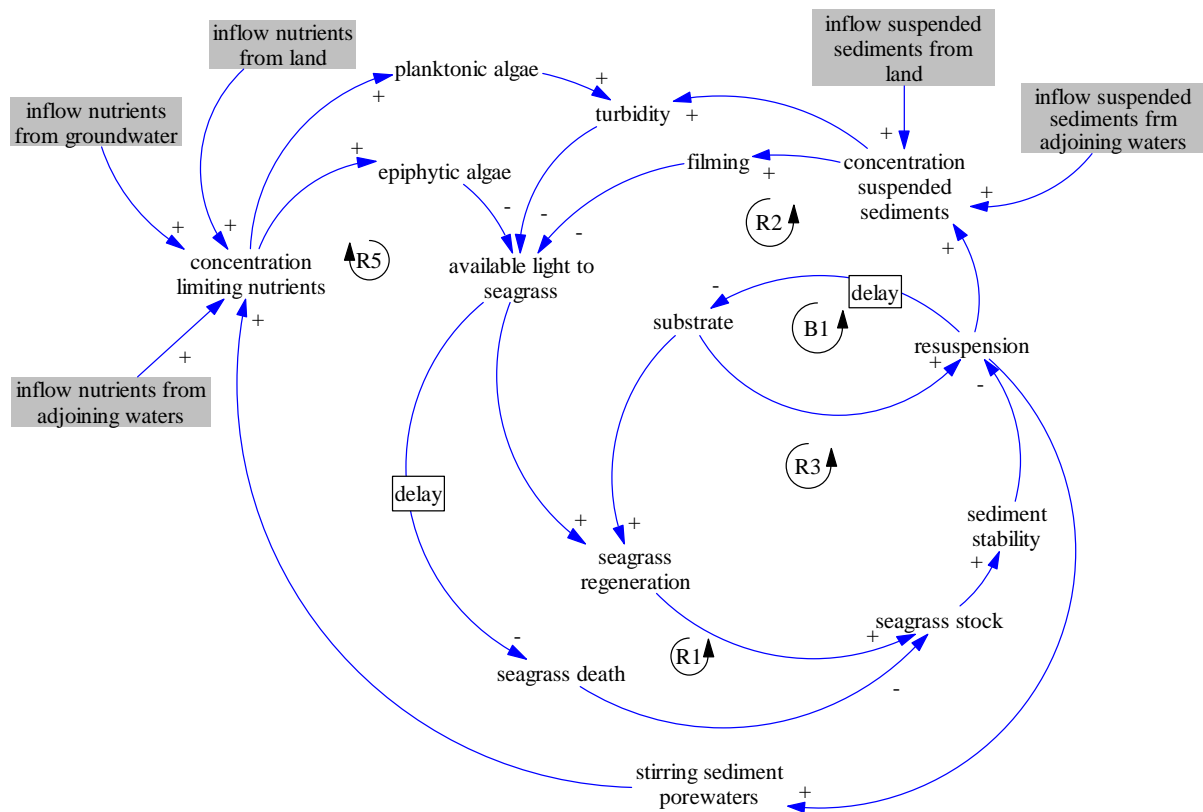 inflow nutrients
from land
inflow suspended
sediments from
land
planktonic algae
+
+
turbidity
+
inflow nutrients
from groundwater
inflow suspended
sediments frm
adjoining waters
+
epiphytic algae
filming
+
+
concentration
suspended
sediments
+
-
-
-
R2
+
+
+
concentration
limiting nutrients
R5
available light to
seagrass
-
delay
substrate
B1
resuspension
+
+
+
-
inflow nutrients from
adjoining waters
R3
delay
sediment
stability
+
+
seagrass
regeneration
+
seagrass stock
+
-
R1
seagrass death
-
stirring sediment
porewaters
+